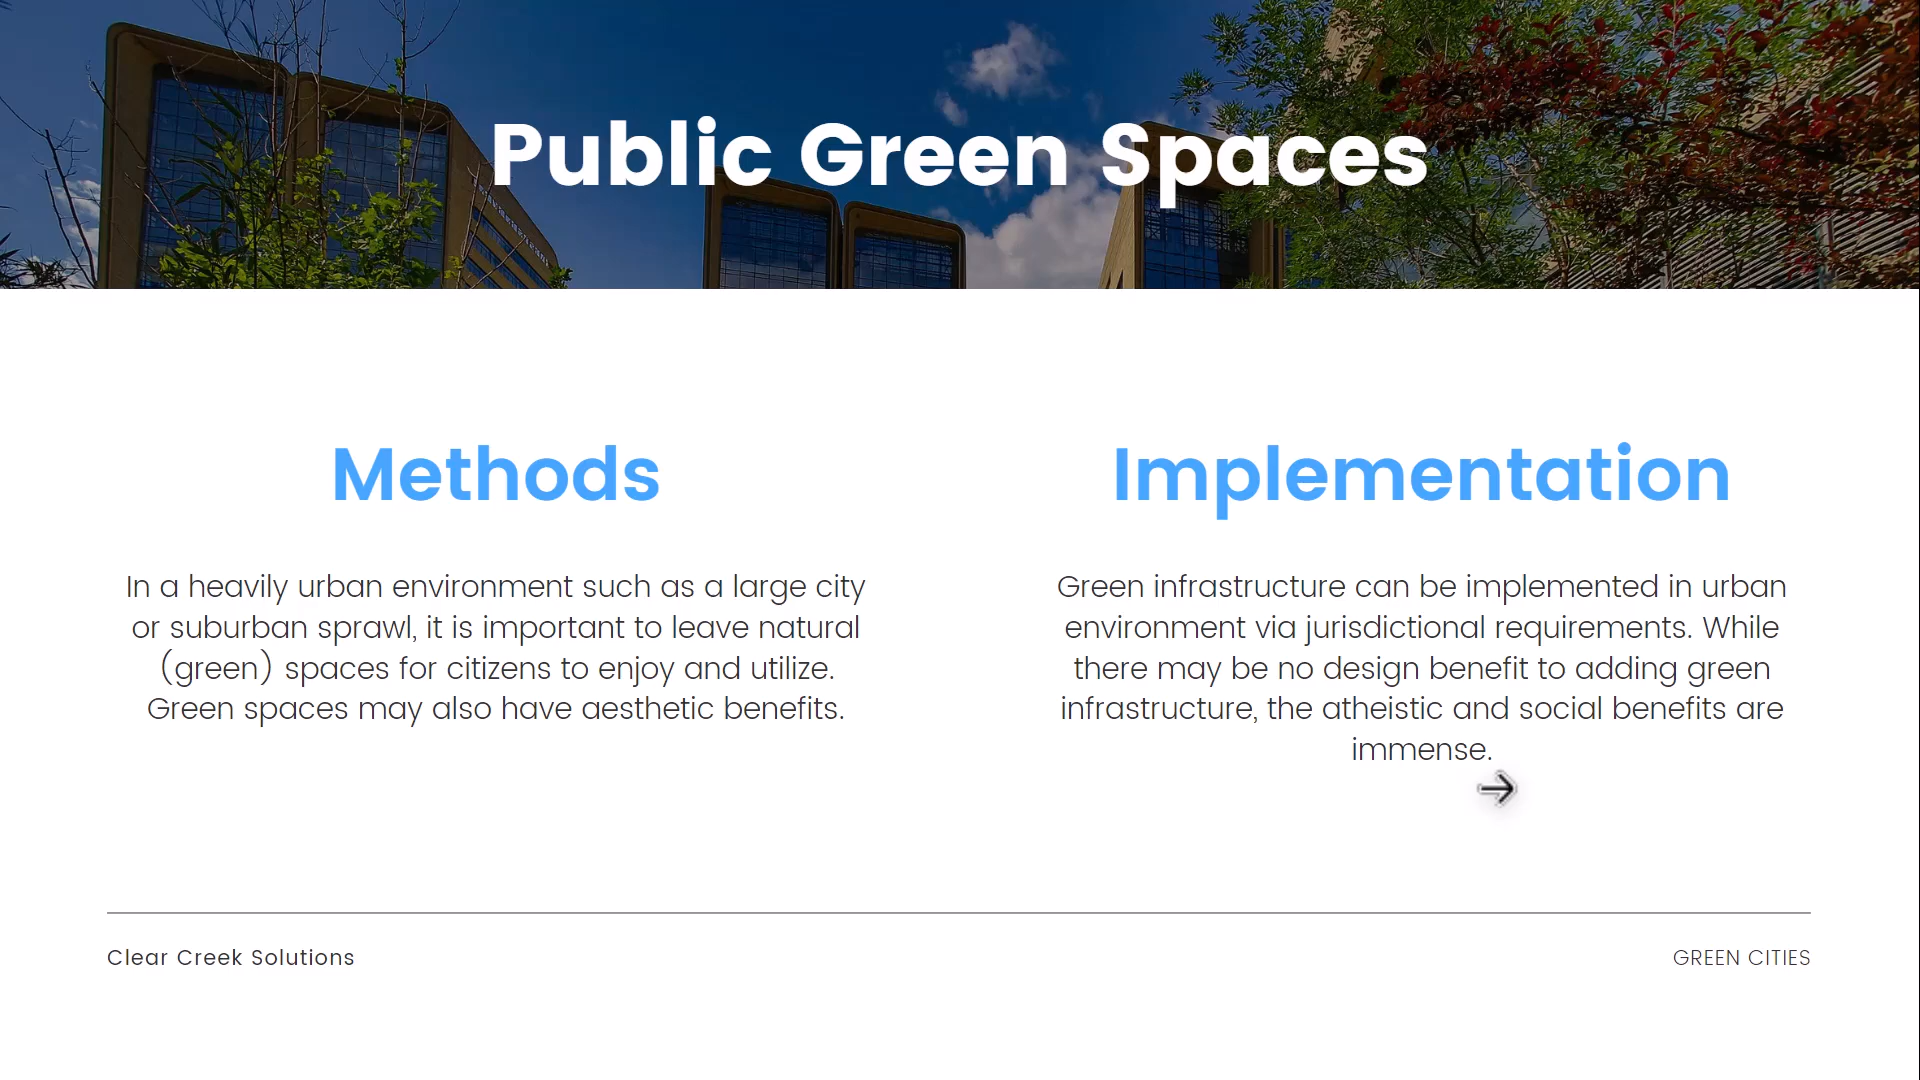 Public Green Spaces
Methods
In a heavily urban environment such as a large city
or suburban sprawl, it is important to leave natural
(green) spaces for citizens to enjoy and utilize.
Green spaces may also have aesthetic benefits.
Implementation
Green infrastructure can be implemented in urban
environment via jurisdictional requirements. While
there may be no design benefit to adding green
infrastructure, the atheistic and social benefits are
immense.
Clear Creek Solutions
GREEN CITIES